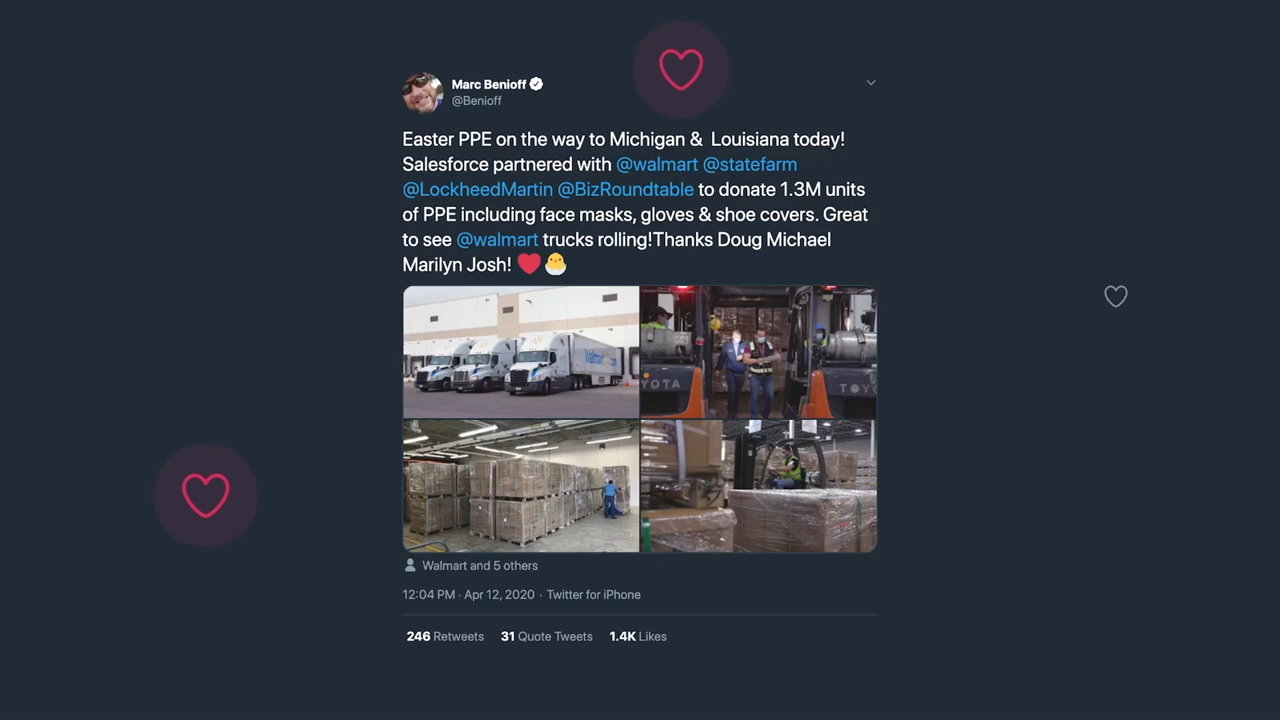 Marc Benioff
@Benioff
Easter PPE on the way to Michigan &  Louisiana today!
Salesforce partnered with @walmart @statefarm
@LockheedMartin @BizRoundtable to donate 1.3M units
of PPE including face masks, gloves & shoe covers. Great
to see @walmart trucks rolling!Thanks Doug Michael
Marilyn Josh! ❤️ 🐣
Walmart
YOTA
TOYO
Walmart and 5 others
12:04 PM · Apr 12, 2020 · Twitter for iPhone
246 Retweets 31 Quote Tweets 1.4K Likes